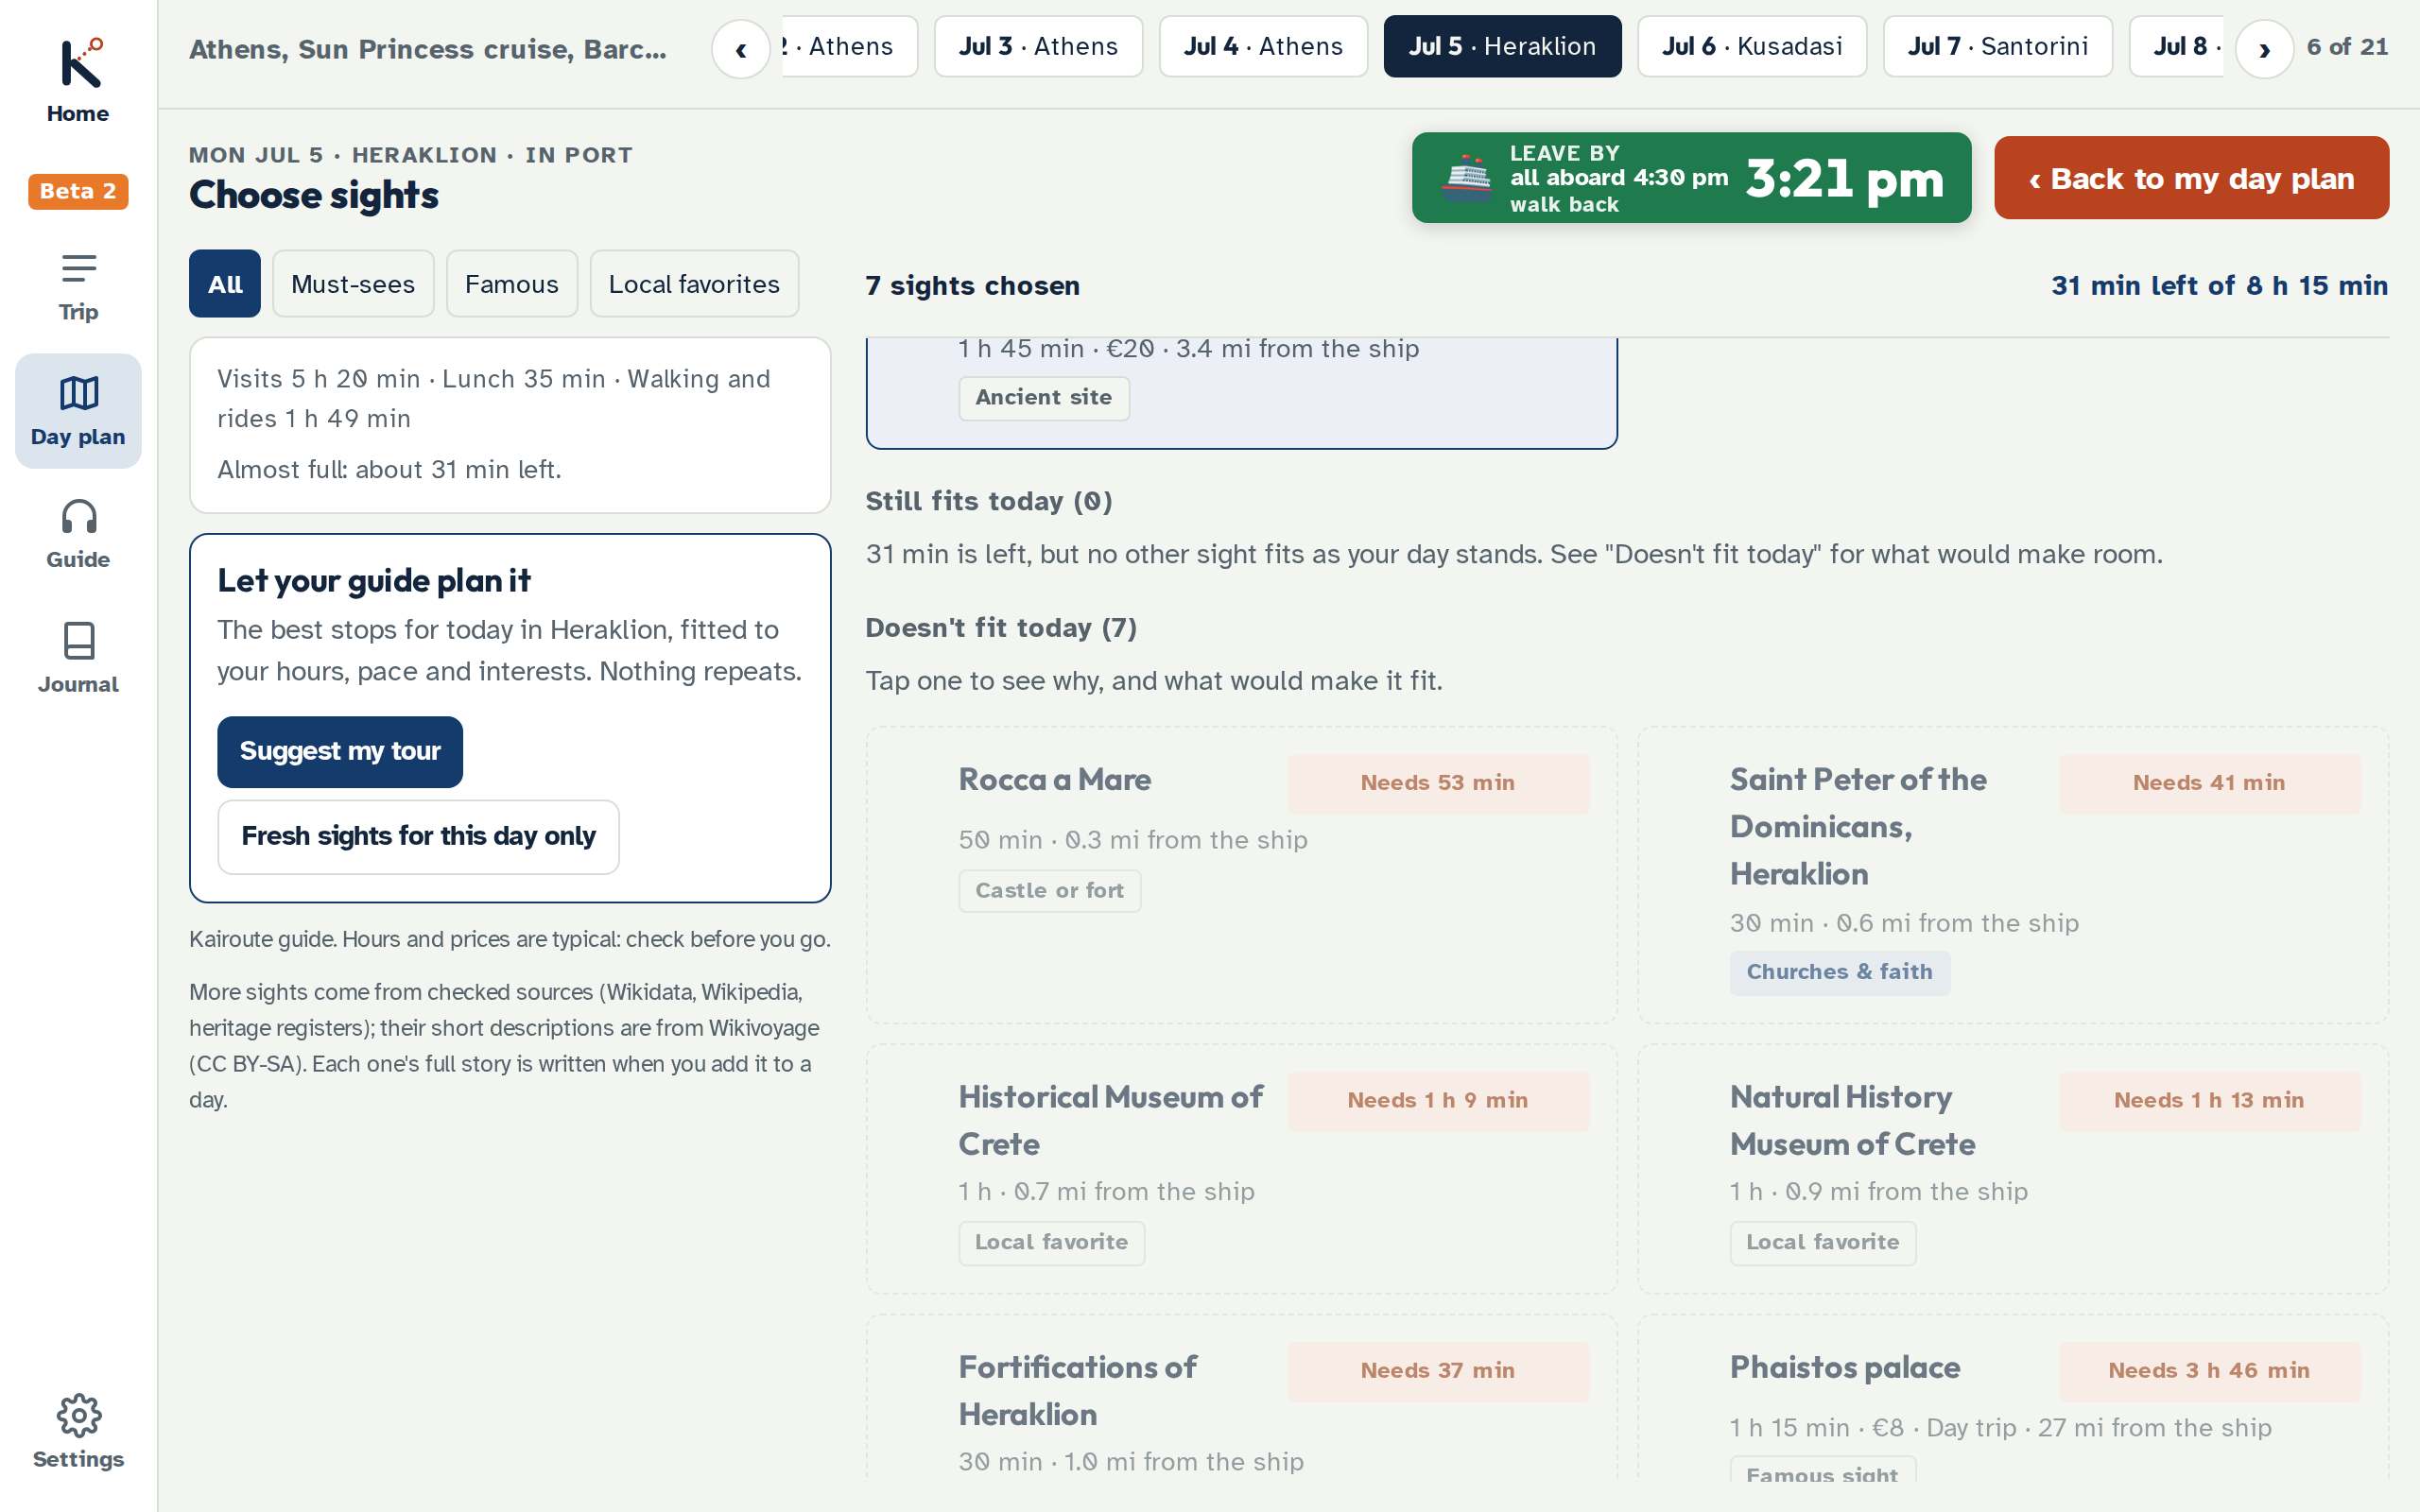 Home
Beta 2
Trip
Day plan
Guide
Journal
Settings
Athens, Sun Princess cruise, Barc...
‹
· Athens
Jul 3 · Athens
Jul 4 · Athens
Jul 5 · Heraklion
Jul 6 · Kusadasi
Jul 7 · Santorini
Jul 8 ·
›
6 of 21
MON JUL 5 · HERAKLION · IN PORT
Choose sights
LEAVE BY
all aboard 4:30 pm
walk back
3:21 pm
‹ Back to my day plan
All
Must-sees
Famous
Local favorites
Visits 5 h 20 min · Lunch 35 min · Walking and
rides 1 h 49 min
Almost full: about 31 min left.
Let your guide plan it
The best stops for today in Heraklion, fitted to
your hours, pace and interests. Nothing repeats.
Suggest my tour
Fresh sights for this day only
Kairoute guide. Hours and prices are typical: check before you go.
More sights come from checked sources (Wikidata, Wikipedia,
heritage registers); their short descriptions are from Wikivoyage
(CC BY-SA). Each one's full story is written when you add it to a
day.
7 sights chosen
31 min left of 8 h 15 min
1 h 45 min · €20 · 3.4 mi from the ship
Ancient site
Still fits today (0)
31 min is left, but no other sight fits as your day stands. See "Doesn't fit today" for what would make room.
Doesn't fit today (7)
Tap one to see why, and what would make it fit.
Rocca a Mare
Needs 53 min
50 min · 0.3 mi from the ship
Castle or fort
Saint Peter of the
Dominicans,
Heraklion
Needs 41 min
30 min · 0.6 mi from the ship
Churches & faith
Historical Museum of
Crete
Needs 1 h 9 min
1 h · 0.7 mi from the ship
Local favorite
Natural History
Museum of Crete
Needs 1 h 13 min
1 h · 0.9 mi from the ship
Local favorite
Fortifications of
Heraklion
Needs 37 min
30 min · 1.0 mi from the ship
Phaistos palace
Needs 3 h 46 min
1 h 15 min · €8 · Day trip · 27 mi from the ship
Famous sight